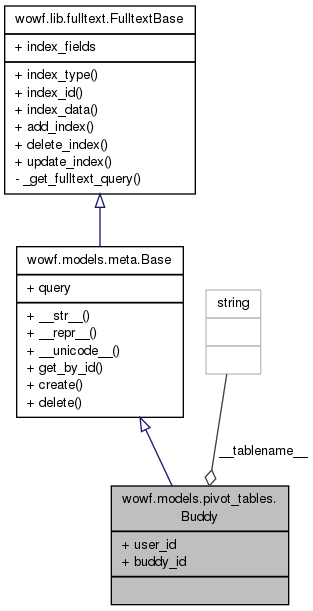 wowf.lib.fulltext.FulltextBase
+ index_fields
+ index_type()
+ index_id()
+ index_data()
+ add_index()
+ delete_index()
+ update_index()
- _get_fulltext_query()
wowf.models.meta.Base
+ query
+ __str__()
+ __repr__()
+ __unicode__()
+ get_by_id()
+ create()
+ delete()
string
__tablename__
wowf.models.pivot_tables.
Buddy
+ user_id
+ buddy_id